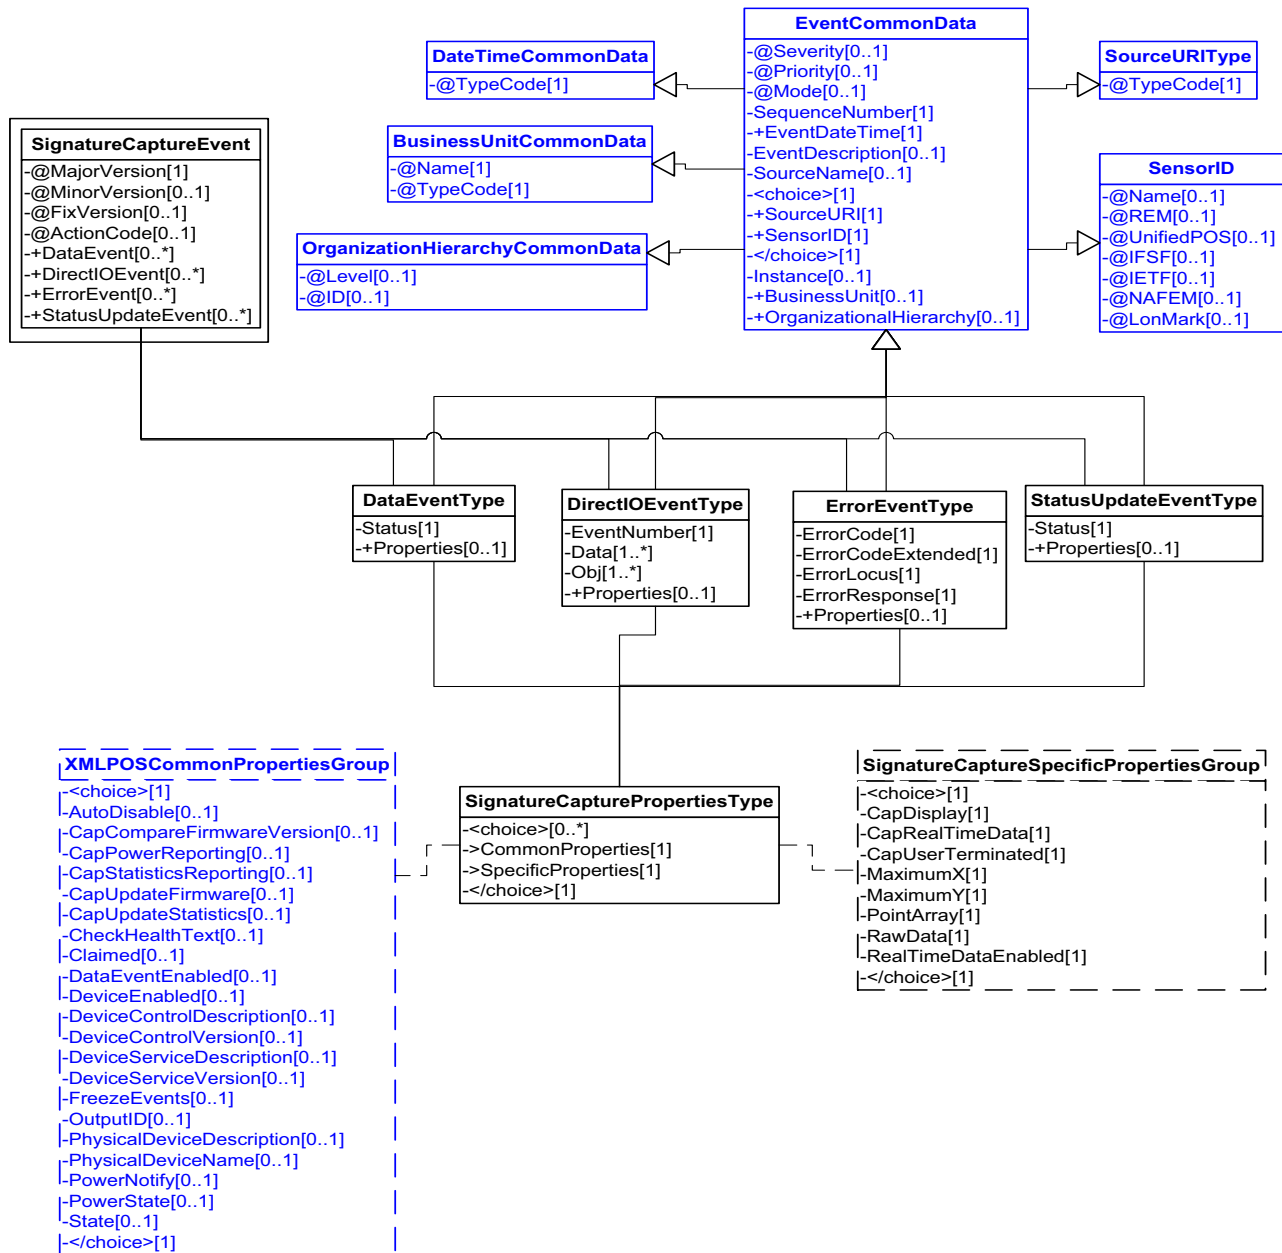 EventCommonData
-@Severity[0..1]
-@Priority[0..1]
-@Mode[0..1]
-SequenceNumber[1]
-+EventDateTime[1]
-EventDescription[0..1]
-SourceName[0..1]
-<choice>[1]
-+SourceURI[1]
-+SensorID[1]
-</choice>[1]
-Instance[0..1]
-+BusinessUnit[0..1]
-+OrganizationalHierarchy[0..1]
DateTimeCommonData
-@TypeCode[1]
SourceURIType
-@TypeCode[1]
SignatureCaptureEvent
-@MajorVersion[1]
-@MinorVersion[0..1]
-@FixVersion[0..1]
-@ActionCode[0..1]
-+DataEvent[0..*]
-+DirectIOEvent[0..*]
-+ErrorEvent[0..*]
-+StatusUpdateEvent[0..*]
BusinessUnitCommonData
-@Name[1]
-@TypeCode[1]
SensorID
-@Name[0..1]
-@REM[0..1]
-@UnifiedPOS[0..1]
-@IFSF[0..1]
-@IETF[0..1]
-@NAFEM[0..1]
-@LonMark[0..1]
OrganizationHierarchyCommonData
-@Level[0..1]
-@ID[0..1]
DataEventType
-Status[1]
-+Properties[0..1]
DirectIOEventType
-EventNumber[1]
-Data[1..*]
-Obj[1..*]
-+Properties[0..1]
ErrorEventType
-ErrorCode[1]
-ErrorCodeExtended[1]
-ErrorLocus[1]
-ErrorResponse[1]
-+Properties[0..1]
StatusUpdateEventType
-Status[1]
-+Properties[0..1]
XMLPOSCommonPropertiesGroup
-<choice>[1]
-AutoDisable[0..1]
-CapCompareFirmwareVersion[0..1]
-CapPowerReporting[0..1]
-CapStatisticsReporting[0..1]
-CapUpdateFirmware[0..1]
-CapUpdateStatistics[0..1]
-CheckHealthText[0..1]
-Claimed[0..1]
-DataEventEnabled[0..1]
-DeviceEnabled[0..1]
-DeviceControlDescription[0..1]
-DeviceControlVersion[0..1]
-DeviceServiceDescription[0..1]
-DeviceServiceVersion[0..1]
-FreezeEvents[0..1]
-OutputID[0..1]
-PhysicalDeviceDescription[0..1]
-PhysicalDeviceName[0..1]
-PowerNotify[0..1]
-PowerState[0..1]
-State[0..1]
-</choice>[1]
SignatureCapturePropertiesType
-<choice>[0..*]
->CommonProperties[1]
->SpecificProperties[1]
-</choice>[1]
SignatureCaptureSpecificPropertiesGroup
-<choice>[1]
-CapDisplay[1]
-CapRealTimeData[1]
-CapUserTerminated[1]
-MaximumX[1]
-MaximumY[1]
-PointArray[1]
-RawData[1]
-RealTimeDataEnabled[1]
-</choice>[1]